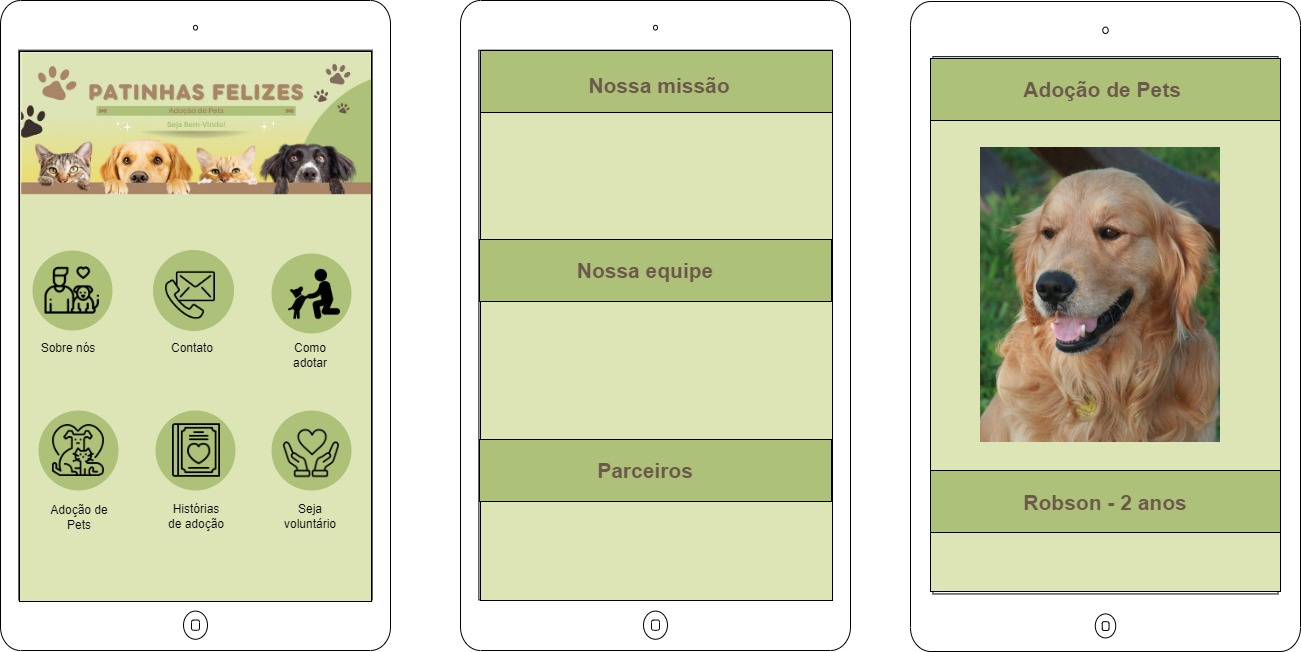 PATINHAS FELIZES
Adoção de Pets
Seja Bem-Vindo!
Sobre nós
Contato
Como
adotar
Adoção de
Pets
Histórias
de adoção
Seja
voluntário
Nossa missão
Nossa equipe
Parceiros
Adoção de Pets
Robson - 2 anos